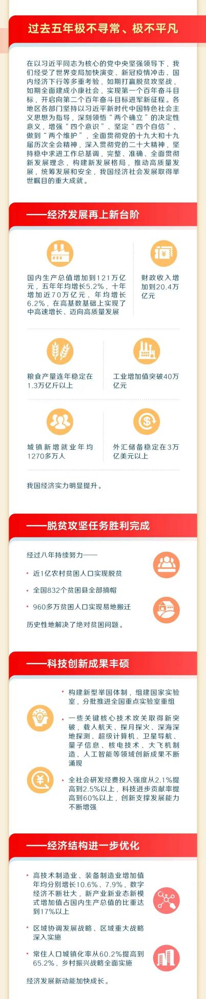 过去五年极不寻常、极不平凡
在以习近平同志为核心的党中央坚强领导下，我
们经受了世界变局加快演变、新冠疫情冲击、国
内经济下行等多重考验，如期打赢脱贫攻坚战，
如期全面建成小康社会，实现第一个百年奋斗目
标，开启向第二个百年奋斗目标进军新征程。各
地区各部门坚持以习近平新时代中国特色社会主
义思想为指导，深刻领悟“两个确立”的决定性
意义，增强“四个意识”、坚定“四个自信”、
做到“两个维护”，全面贯彻党的十九大和十九
届历次全会精神，深入贯彻党的二十大精神，坚
持稳中求进工作总基调，完整、准确、全面贯彻
新发展理念，构建新发展格局，推动高质量发
展，统筹发展和安全，我国经济社会发展取得举
世瞩目的重大成就。
——经济发展再上新台阶
国内生产总值增加到121万亿
元，五年年均增长5.2%，十年
增加近70万亿元、年均增长
6.2%，在高基数基础上实现了
中高速增长、迈向高质量发展
财政收入增
加到20.4万
亿元
粮食产量连年稳定在
1.3万亿斤以上
工业增加值突破40万
亿元
城镇新增就业年均
1270多万人
外汇储备稳定在3万
亿美元以上
我国经济实力明显提升。
——脱贫攻坚任务胜利完成
经过八年持续努力——
• 近1亿农村贫困人口实现脱贫
• 全国832个贫困县全部摘帽
• 960多万贫困人口实现易地搬迁
历史性地解决了绝对贫困问题。
——科技创新成果丰硕
• 构建新型举国体制，组建国家实验
室，分批推进全国重点实验室重组
• 一些关键核心技术攻关取得新突
破，载人航天、探月探火、深海深
地探测、超级计算机、卫星导航、
量子信息、核电技术、大飞机制
造、人工智能等领域创新成果不断
涌现
• 全社会研发经费投入强度从2.1%提
高到2.5%以上，科技进步贡献率提
高到60%以上，创新支撑发展能力
不断增强
——经济结构进一步优化
• 高技术制造业、装备制造业增加值
年均分别增长10.6%、7.9%，数字
经济不断壮大，新产业新业态新模
式增加值占国内生产总值的比重达
到17%以上
• 区域协调发展战略、区域重大战略
深入实施
• 常住人口城镇化率从60.2%提高到
65.2%，乡村振兴战略全面实施
经济发展新动能加快成长。